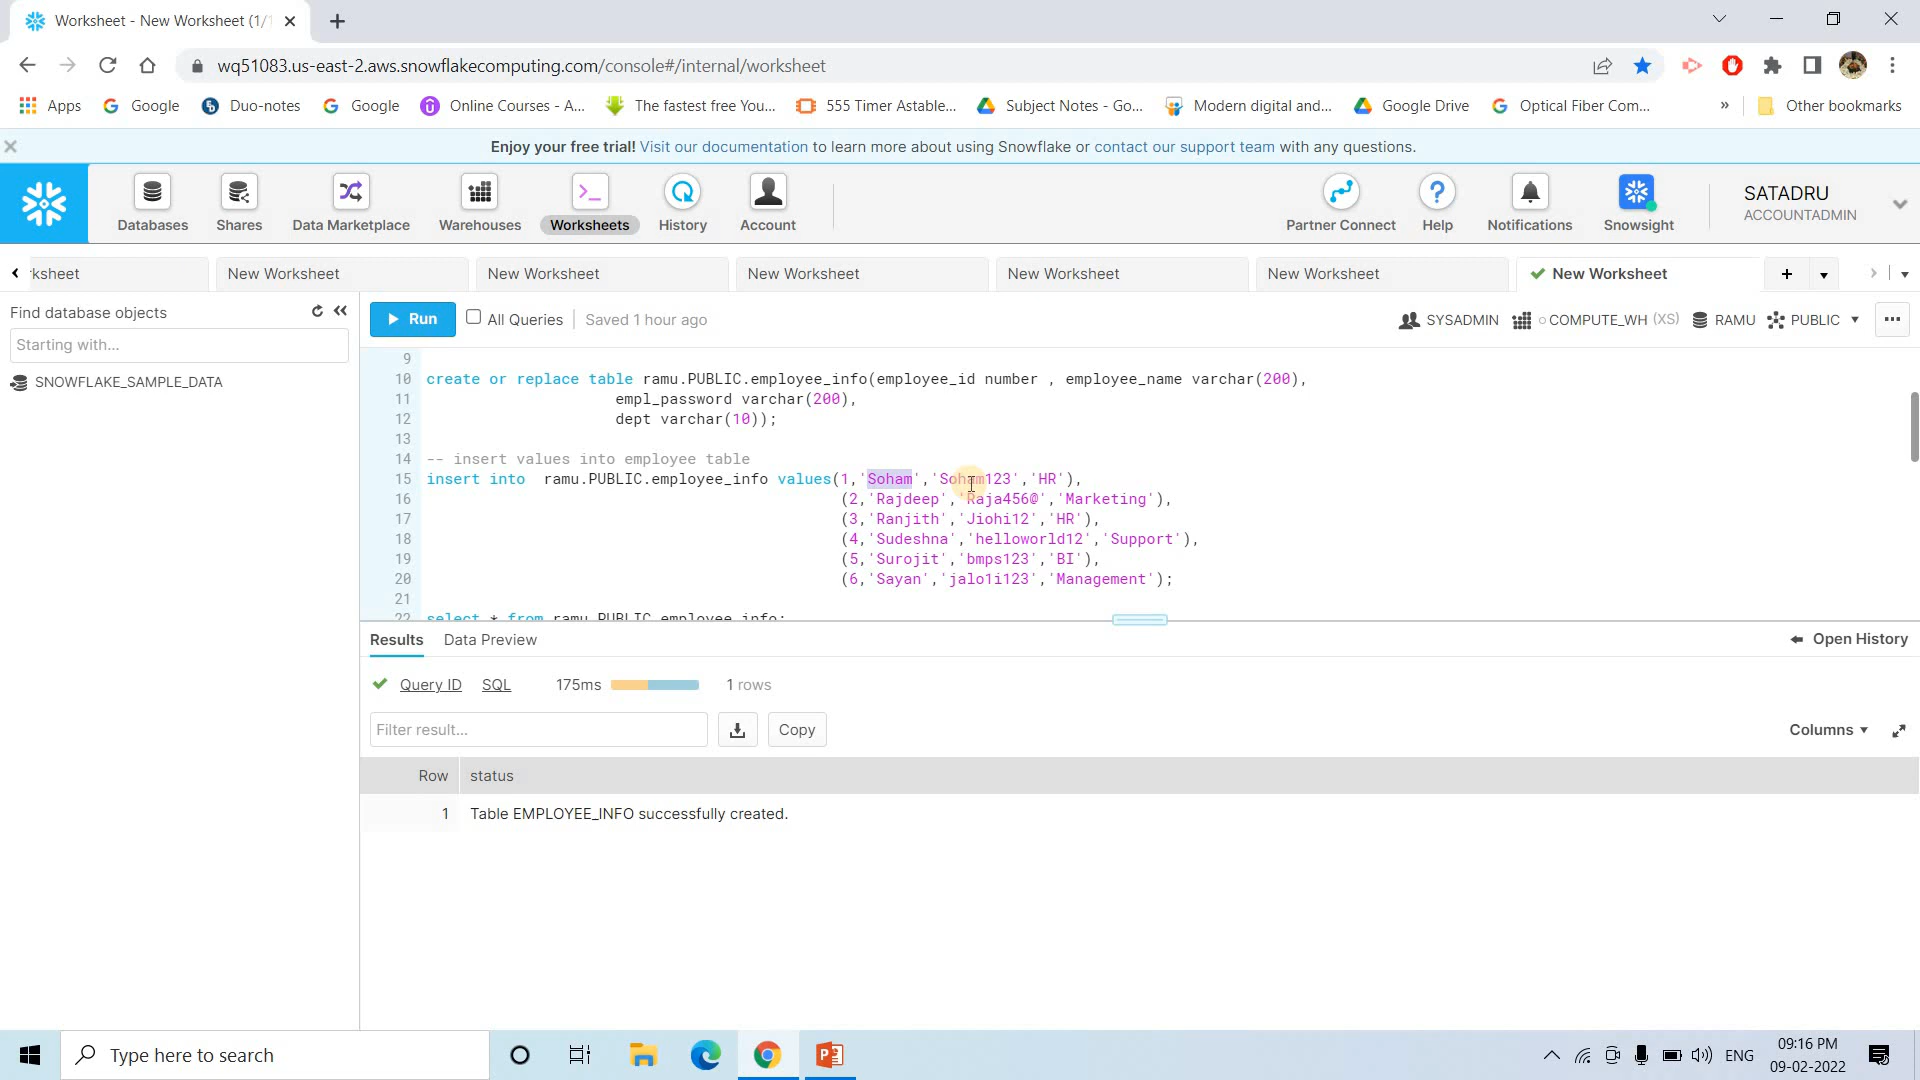 Worksheet - New Worksheet (1/1
wq51083.us-east-2.aws.snowflakecomputing.com/console#/internal/worksheet
Apps Google Duo-notes Google Online Courses - A... The fastest free You... 555 Timer Astable... Subject Notes - Go... Modern digital and... Google Drive Optical Fiber Com... » Other bookmarks
Enjoy your free trial! Visit our documentation to learn more about using Snowflake or contact our support team with any questions.
Databases Shares Data Marketplace Warehouses Worksheets History Account Partner Connect Help Notifications Snowsight
SATADRU
ACCOUNTADMIN
rksheet New Worksheet New Worksheet New Worksheet New Worksheet New Worksheet New Worksheet
Find database objects
Starting with...
SNOWFLAKE_SAMPLE_DATA
Run All Queries Saved 1 hour ago SYSADMIN COMPUTE_WH (XS) RAMU PUBLIC
9
10 create or replace table ramu.PUBLIC.employee_info(employee_id number , employee_name varchar(200),
11 empl_password varchar(200),
12 dept varchar(10));
13
14 -- insert values into employee table
15 insert into ramu.PUBLIC.employee_info values(1,'Soham','Soham123','HR'),
16 (2,'Rajdeep','Raja456@','Marketing'),
17 (3,'Ranjith','Jiohi12','HR'),
18 (4,'Sudeshna','helloworld12','Support'),
19 (5,'Surojit','bmps123','BI'),
20 (6,'Sayan','jalo1i123','Management');
21
22 select * from ramu.PUBLIC.employee_info;
Results Data Preview Open History
Query ID SQL 175ms 1 rows
Filter result... Copy Columns
Row status
1 Table EMPLOYEE_INFO successfully created.
Type here to search
ENG
09:16 PM
09-02-2022